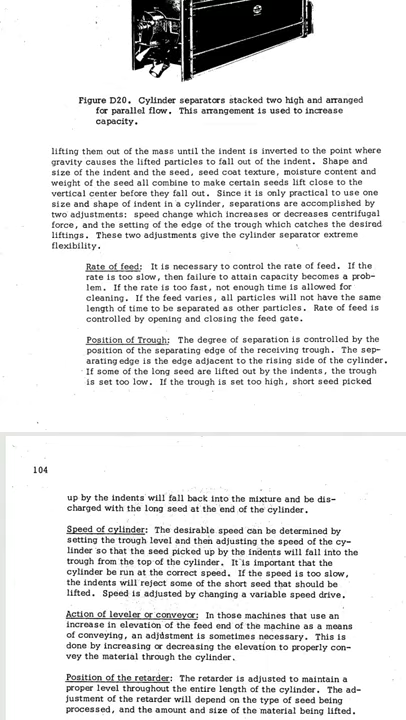 Figure D20. Cylinder separators stacked two high and arranged
for parallel flow. This arrangement is used to increase
capacity.
lifting them out of the mass until the indent is inverted to the point where
gravity causes the lifted particles to fall out of the indent. Shape and
size of the indent and the seed, seed coat texture, moisture content and
weight of the seed all combine to make certain seeds lift close to the
vertical center before they fall out. Since it is only practical to use one
size and shape of indent in a cylinder, separations are accomplished by
two adjustments: speed change which increases or decreases centrifugal
force, and the setting of the edge of the trough which catches the desired
liftings. These two adjustments give the cylinder separator extreme
flexibility.
Rate of feed: It is necessary to control the rate of feed. If the
rate is too slow, then failure to attain capacity becomes a prob-
lem. If the rate is too fast, not enough time is allowed for
cleaning. If the feed varies, all particles will not have the same
length of time to be separated as other particles. Rate of feed is
controlled by opening and closing the feed gate.
Position of Trough: The degree of separation is controlled by the
position of the separating edge of the receiving trough. The sep-
arating edge is the edge adjacent to the rising side of the cylinder.
If some of the long seed are lifted out by the indents, the trough
is set too low. If the trough is set too high, short seed picked
104
up by the indents will fall back into the mixture and be dis-
charged with the long seed at the end of the cylinder.
Speed of cylinder: The desirable speed can be determined by
setting the trough level and then adjusting the speed of the cy-
linder so that the seed picked up by the indents will fall into the
trough from the top of the cylinder. It is important that the
cylinder be run at the correct speed. If the speed is too slow,
the indents will reject some of the short seed that should be
lifted. Speed is adjusted by changing a variable speed drive.
Action of leveler or conveyor: In those machines that use an
increase in elevation of the feed end of the machine as a means
of conveying, an adjustment is sometimes necessary. This is
done by increasing or decreasing the elevation to properly con-
vey the material through the cylinder.
Position of the retarder: The retarder is adjusted to maintain a
proper level throughout the entire length of the cylinder. The ad-
justment of the retarder will depend on the type of seed being
processed, and the amount and size of the material being lifted.